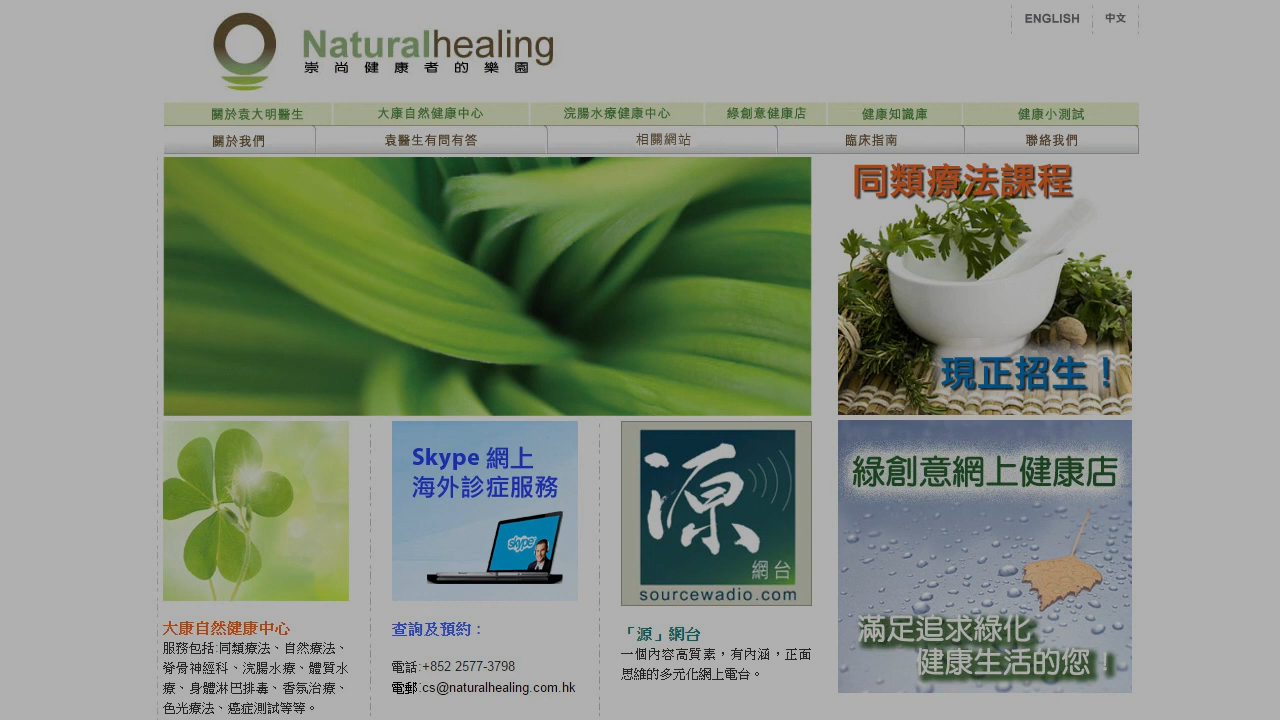 ENGLISH
中文
Naturalhealing
崇尚健康者的樂園
關於袁大明醫生
大康自然健康中心
浣腸水療健康中心
綠創意健康店
健康知識庫
健康小測試
關於我們
袁醫生有問有答
相關網站
臨床指南
聯絡我們
同類療法課程
現正招生！
Skype 網上
海外診症服務
skype
源
網台
sourcewadio.com
綠創意網上健康店
滿足追求綠化
健康生活的您！
大康自然健康中心
服務包括:同類療法、自然療法、
脊骨神經科、大腸水療、礦泉水
療、身體淋巴排毒、香氛治療、
色光療法、癌症測試等等。
查詢及預約：
電話:+852 2577-3798
電郵:cs@naturalhealing.com.hk
「源」網台
一個內容高質素，有內涵，正面
思維的多元化網上電台。